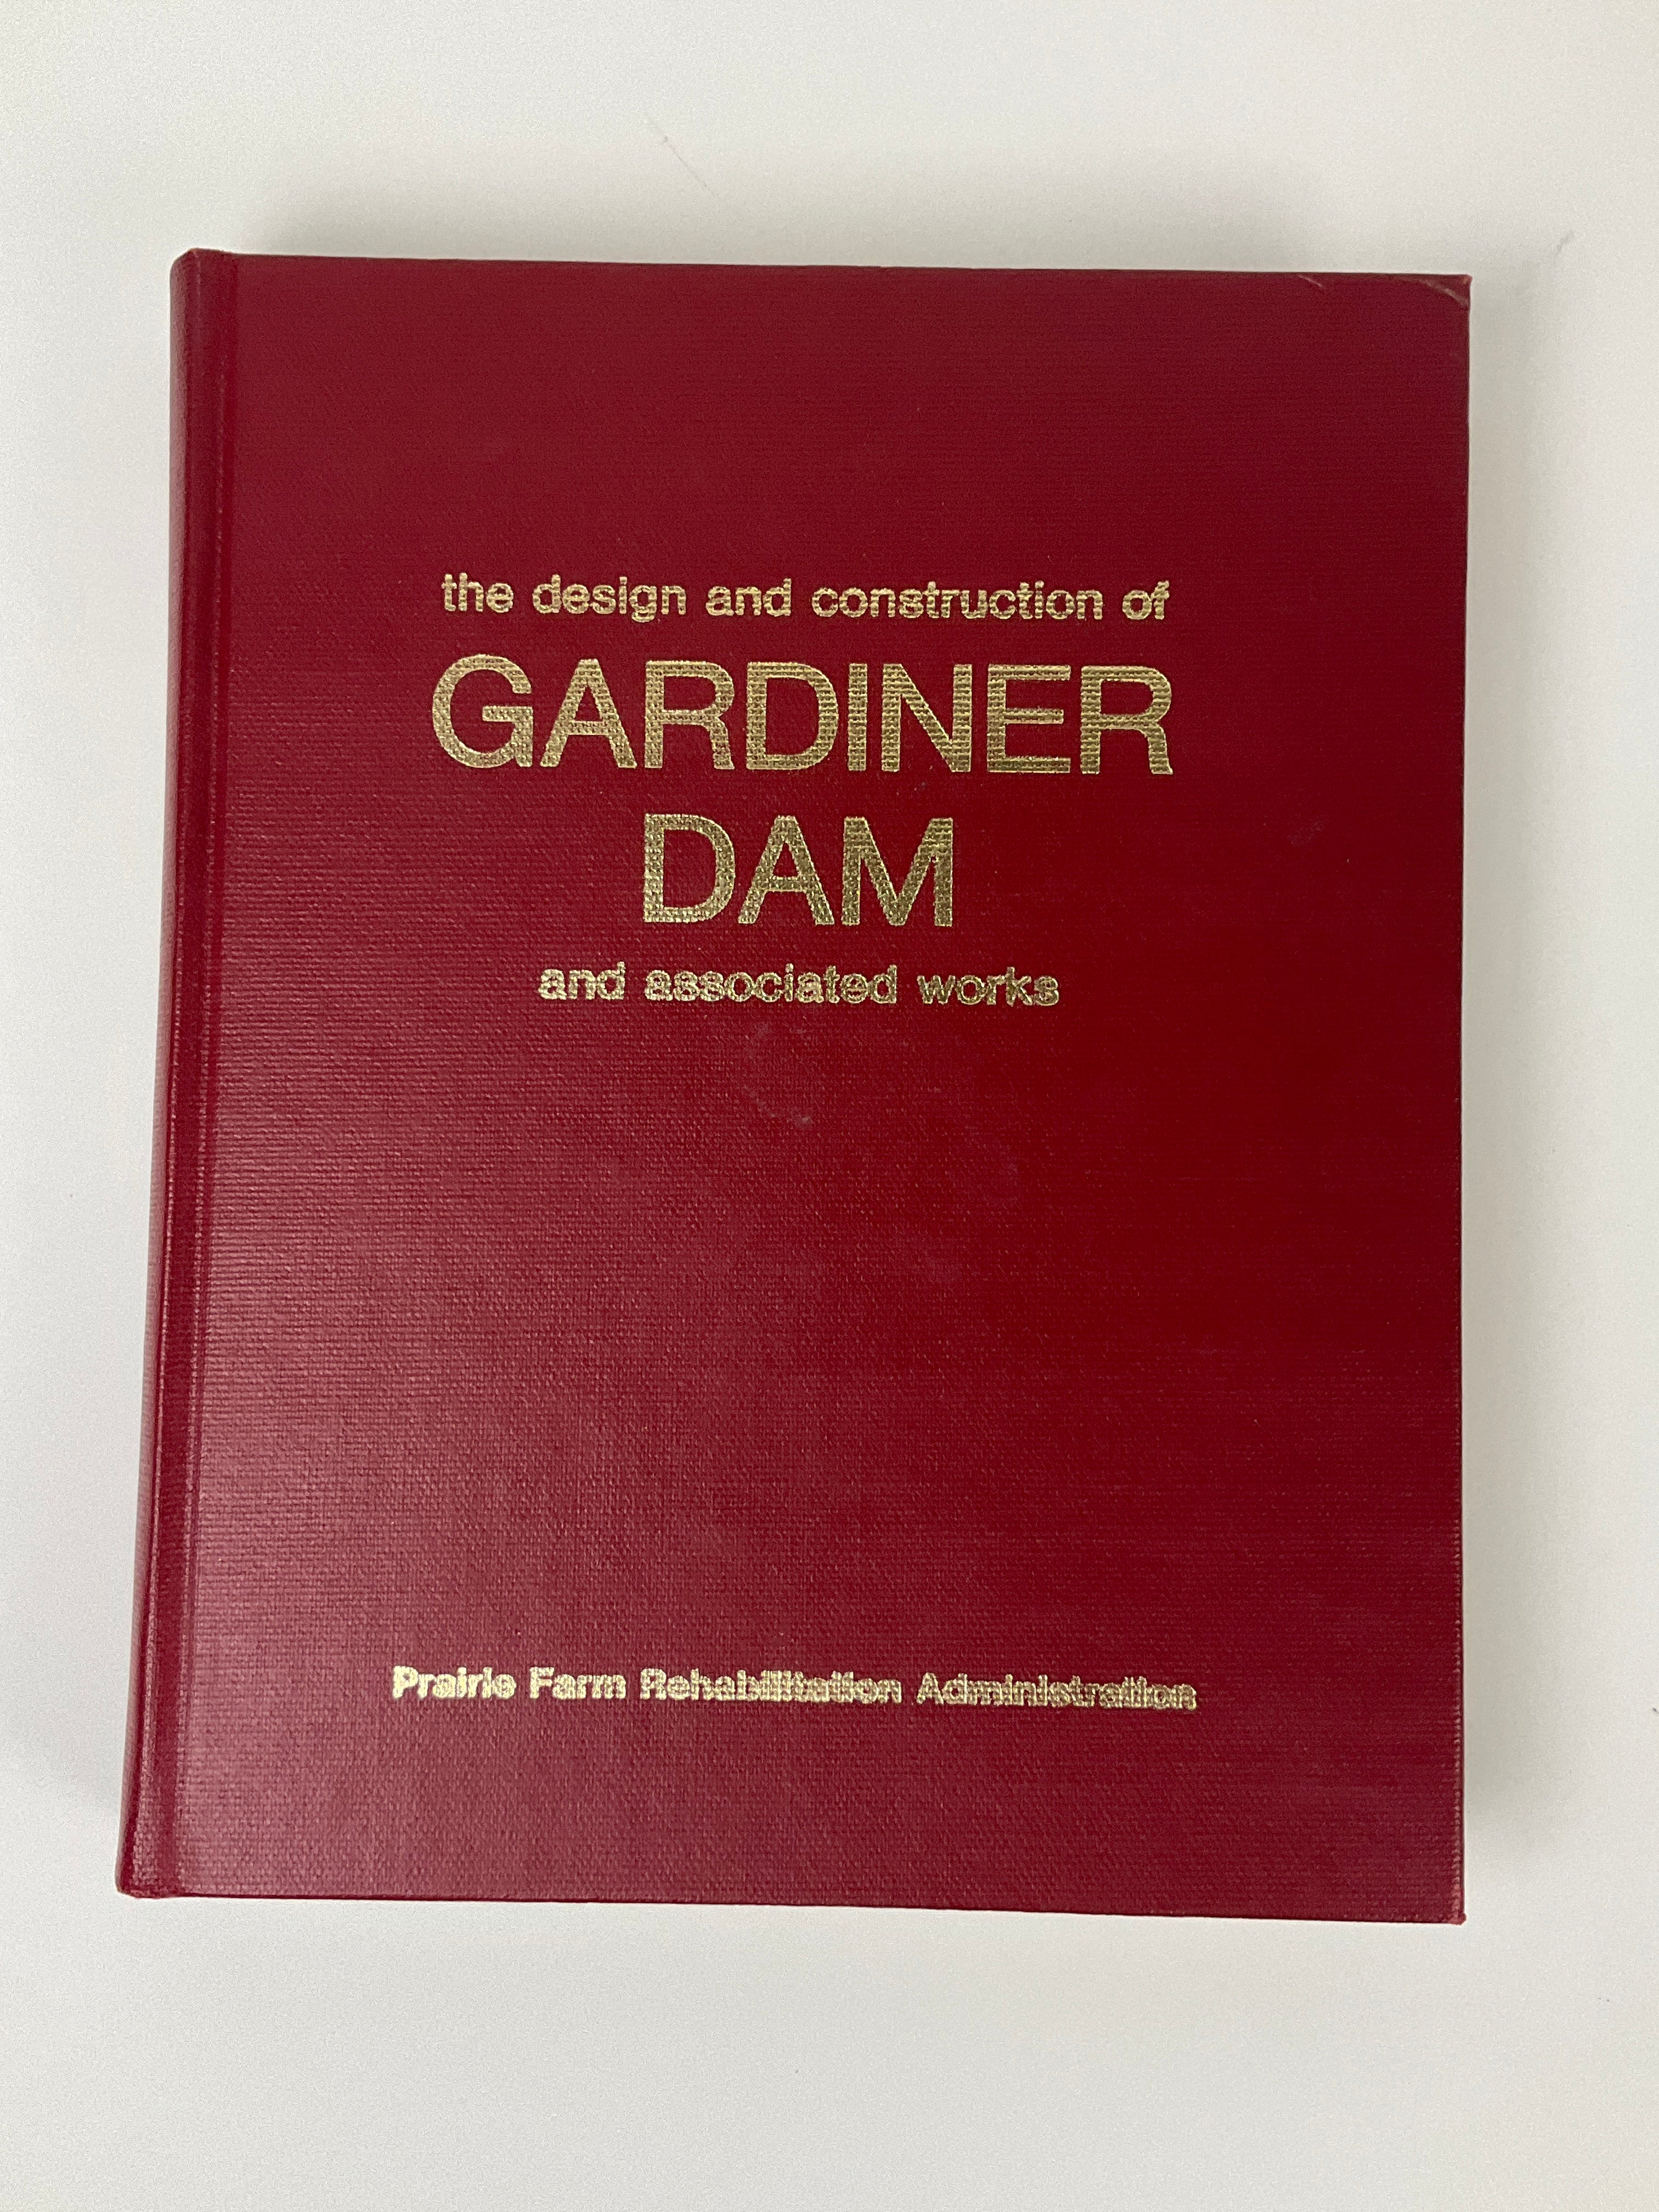 the design and construction of
GARDINER
DAM
and associated works
Prairie Farm Rehabilitation Administration